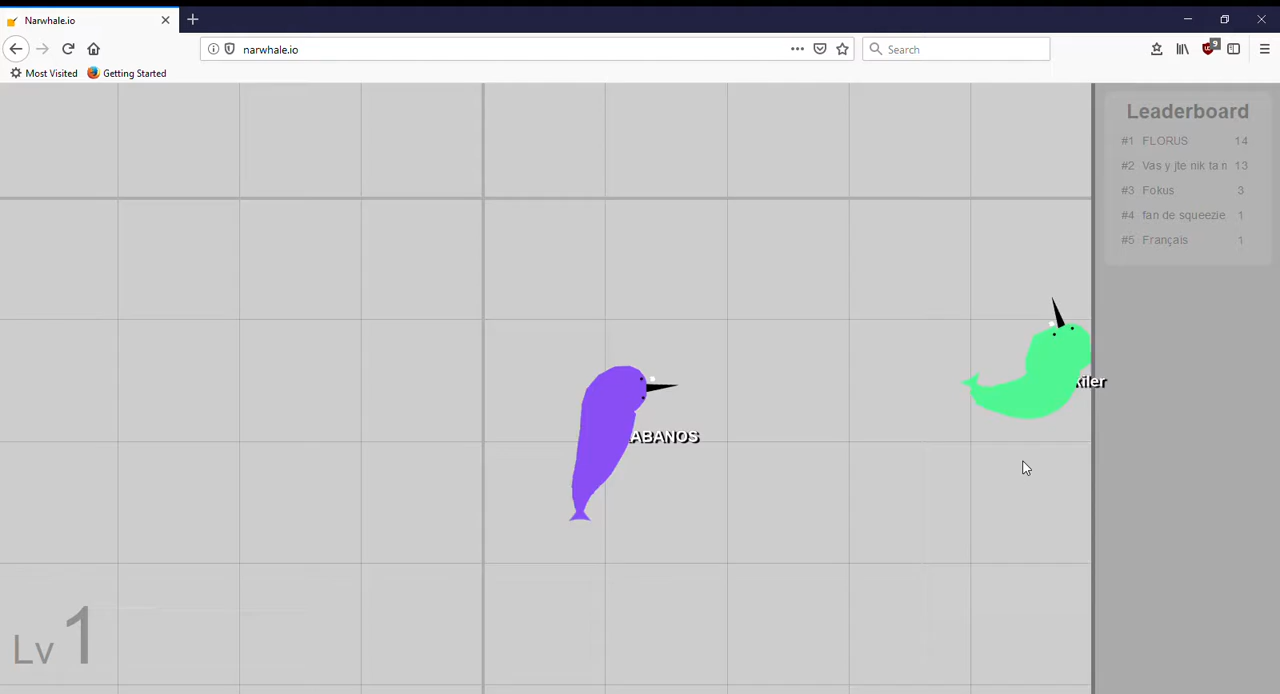 Narwhale.io
narwhale.io
Search
9
Most Visited Getting Started
Leaderboard
#1 FLORUS 14
#2 Vas y jte nik ta n 13
#3 Fokus 3
#4 fan de squeezie 1
#5 Français 1
ABANOS
Lv 1